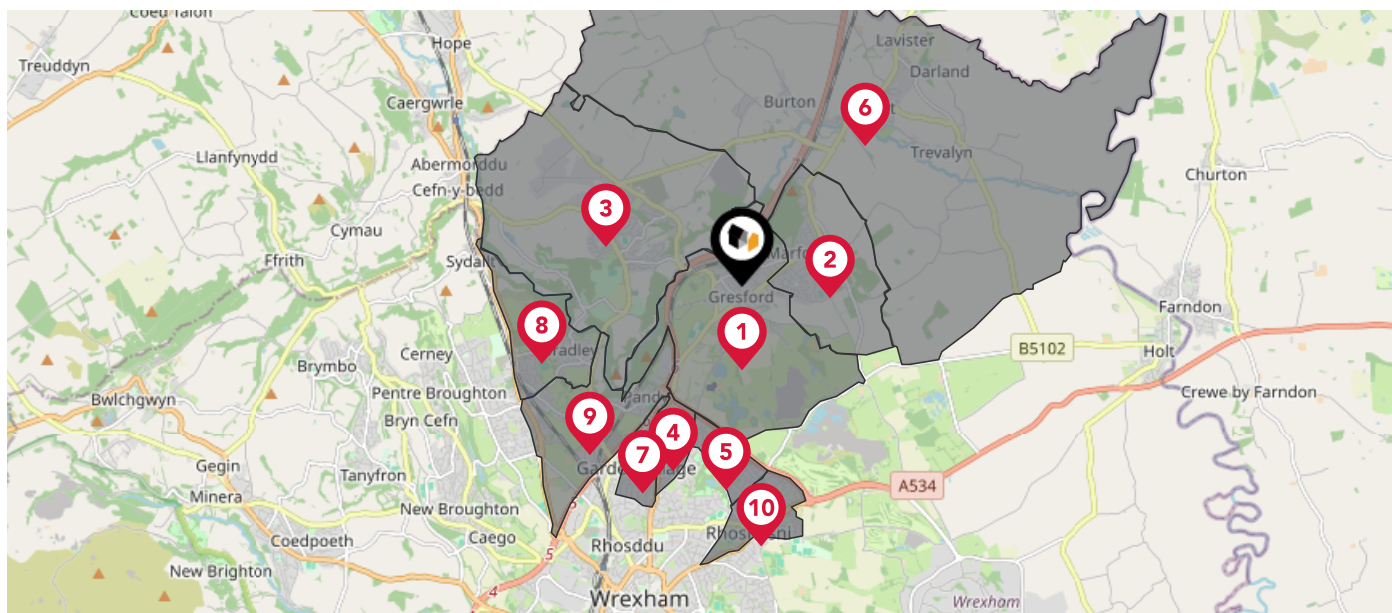 Coed Talon
Hope
Treuddyn
Lavister
Darland
Caergwrle
Burton
6
Llanfynydd
Abermorddu
Trevalyn
Cefn-y-bedd
Churton
3
Cymau
Ffrith
2
Gresford
Farndon
1
8
B5102
Holt
Cerney
Brymbo
Pentre Broughton
Crewe by Farndon
Bwlchgwyn
Bryn Cefn
9
4
5
7
Gegin
Tanyfron
A534
Minera
New Broughton
10
Coedpoeth
Caego
Rhosddu
5
New Brighton
4
Wrexham
Wrexham